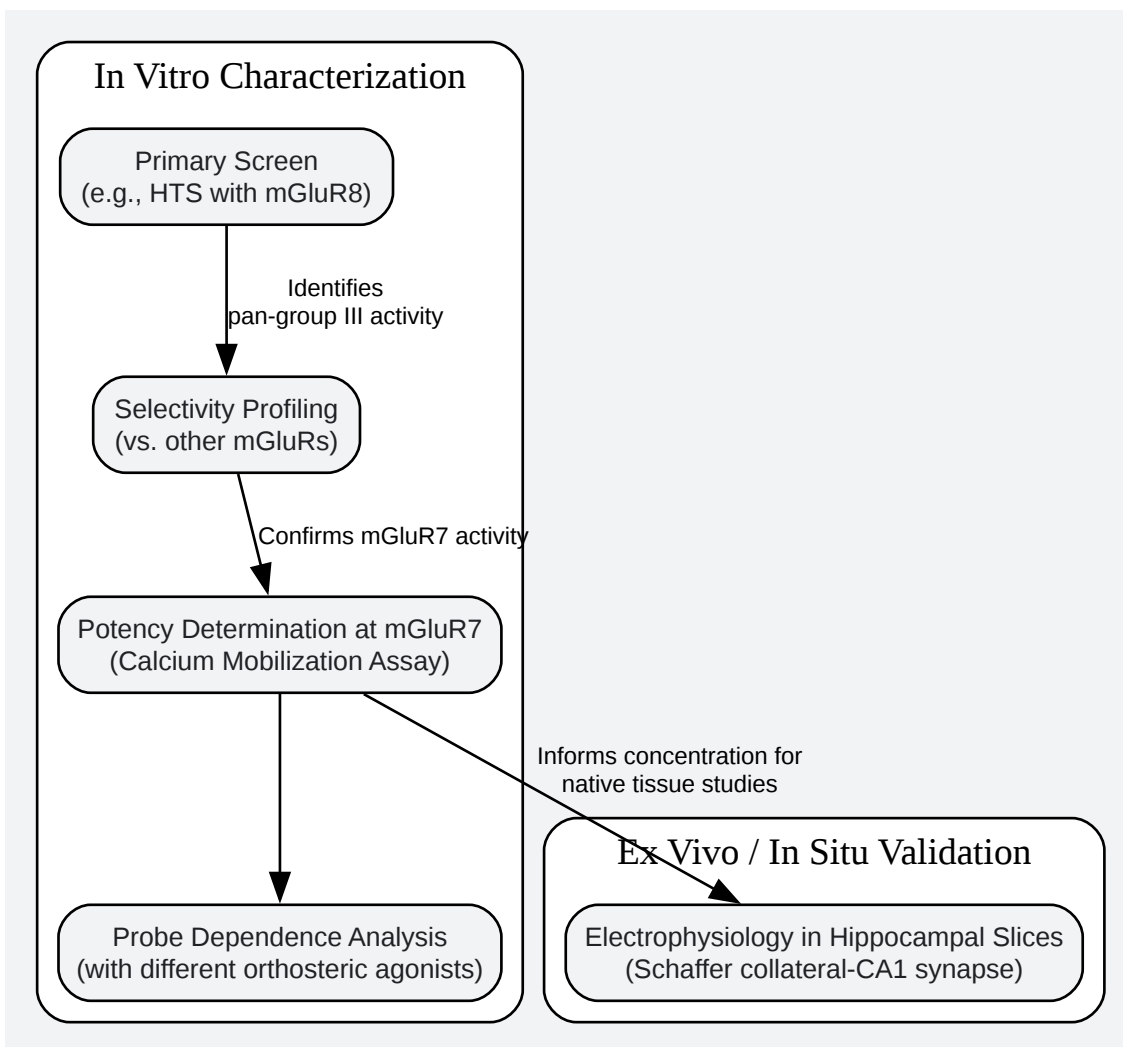 In Vitro Characterization
Primary Screen
(e.g., HTS with mGluR8)
Identifies
pan-group III activity
Selectivity Profiling
(vs. other mGluRs)
Confirms mGluR7 activity
Potency Determination at mGluR7
(Calcium Mobilization Assay)
Informs concentration for
native tissue studies
Ex Vivo / In Situ Validation
Probe Dependence Analysis
(with different orthosteric agonists)
Electrophysiology in Hippocampal Slices
(Schaffer collateral-CA1 synapse)